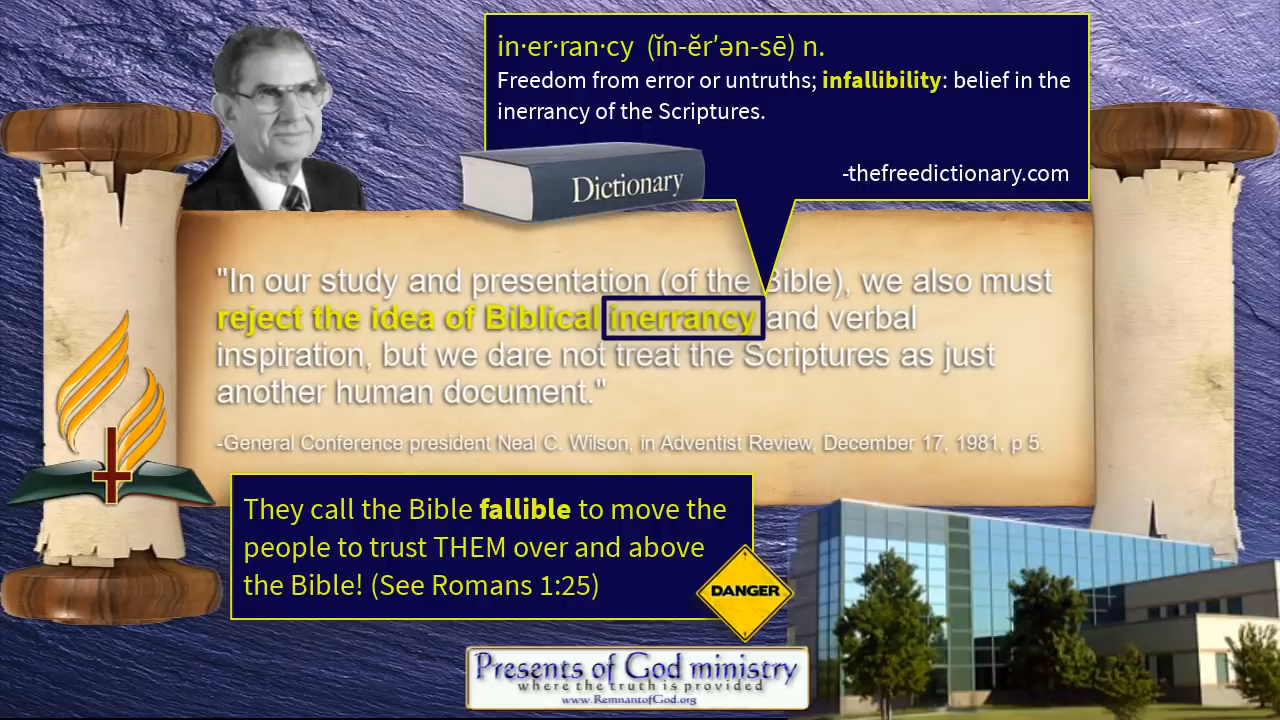 in·er·ran·cy (ĭn-ĕr′ən-sē) n.
Freedom from error or untruths; infallibility: belief in the
inerrancy of the Scriptures.
-thefreedictionary.com
Dictionary
"In our study and presentation (of the Bible), we also must
reject the idea of Biblical inerrancy and verbal
inspiration, but we dare not treat the Scriptures as just
another human document."
-General Conference president Neal C. Wilson, in Adventist Review, December 17, 1981, p 5.
They call the Bible fallible to move the
people to trust THEM over and above
the Bible! (See Romans 1:25)
DANGER
Presents of God ministry
where the truth is provided
www.RemnantofGod.org